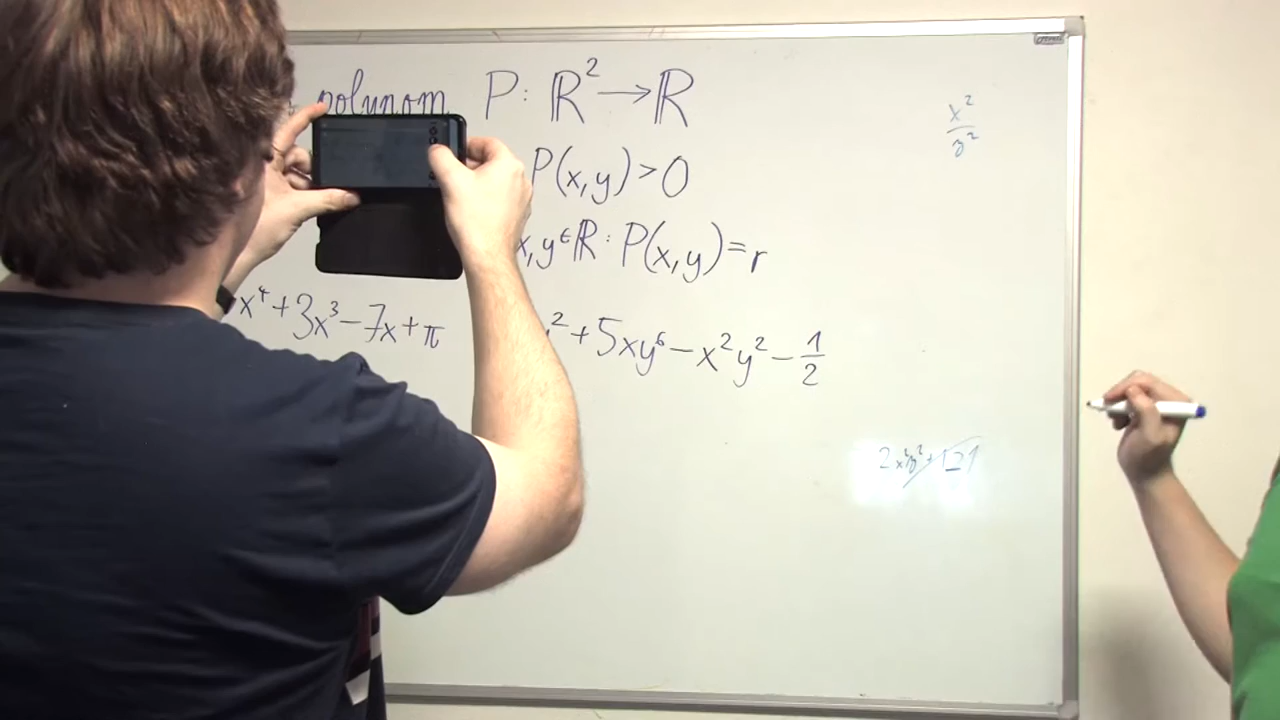 polynom P: ℝ² → ℝ
P(x,y) > 0
x,y ∈ ℝ : P(x,y) = r
x⁴ + 3x³ − 7x + π
² + 5xy⁶ − x²y² − 1/2
x²/y²